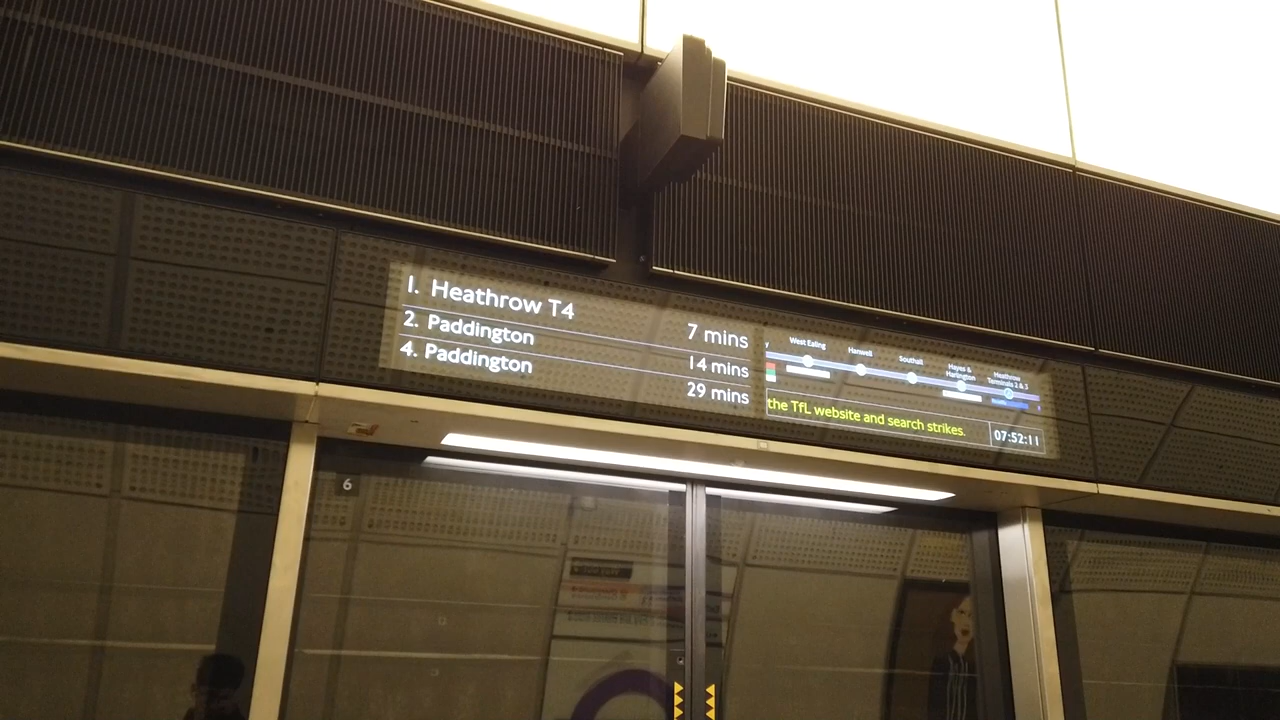 1. Heathrow T4 7 mins
2. Paddington 14 mins
4. Paddington 29 mins
West Ealing
Hanwell
Southall
Hayes &
Harlington
Heathrow
Terminals 2 & 3
the TfL website and search strikes.
07:52:11
6